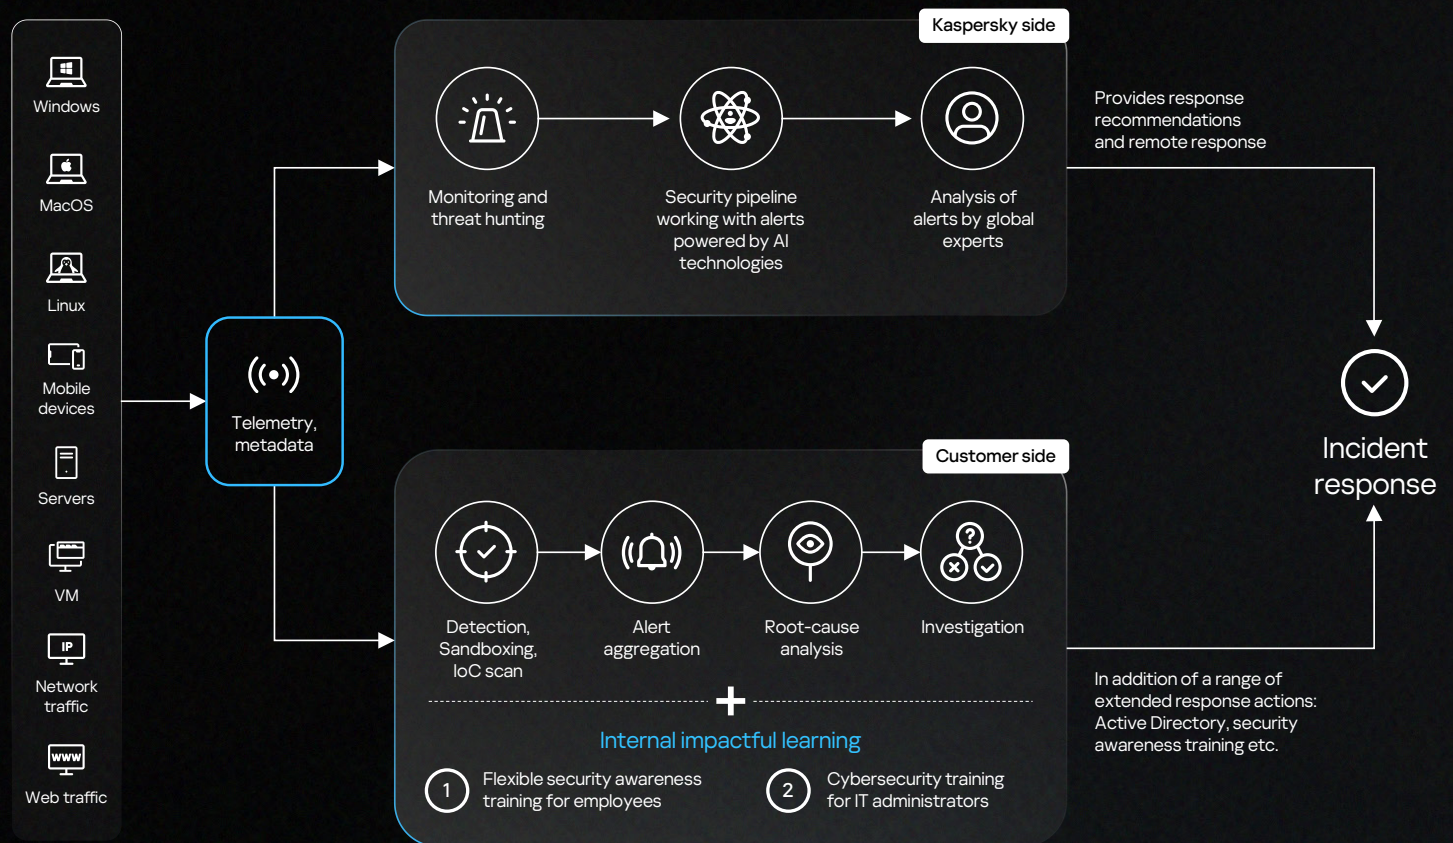 Windows
MacOS
Linux
Mobile
devices
Servers
VM
IP
Network
traffic
www
Web traffic
Telemetry,
metadata
Kaspersky side
Monitoring and
threat hunting
Security pipeline
working with alerts
powered by AI
technologies
Analysis of
alerts by global
experts
Provides response
recommendations
and remote response
Customer side
Detection,
Sandboxing,
IoC scan
Alert
aggregation
Root-cause
analysis
?
Investigation
+
Internal impactful learning
1
Flexible security awareness
training for employees
2
Cybersecurity training
for IT administrators
Incident
response
In addition of a range of
extended response actions:
Active Directory, security
awareness training etc.